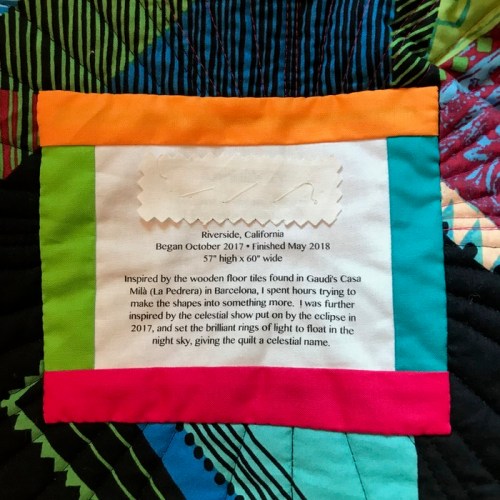 Riverside, California
Began October 2017 • Finished May 2018
57" high x 60" wide
Inspired by the wooden floor tiles found in Gaudí's Casa
Milà (La Pedrera) in Barcelona, I spent hours trying to
make the shapes into something more. I was further
inspired by the celestial show put on by the eclipse in
2017, and set the brilliant rings of light to float in the
night sky, giving the quilt a celestial name.